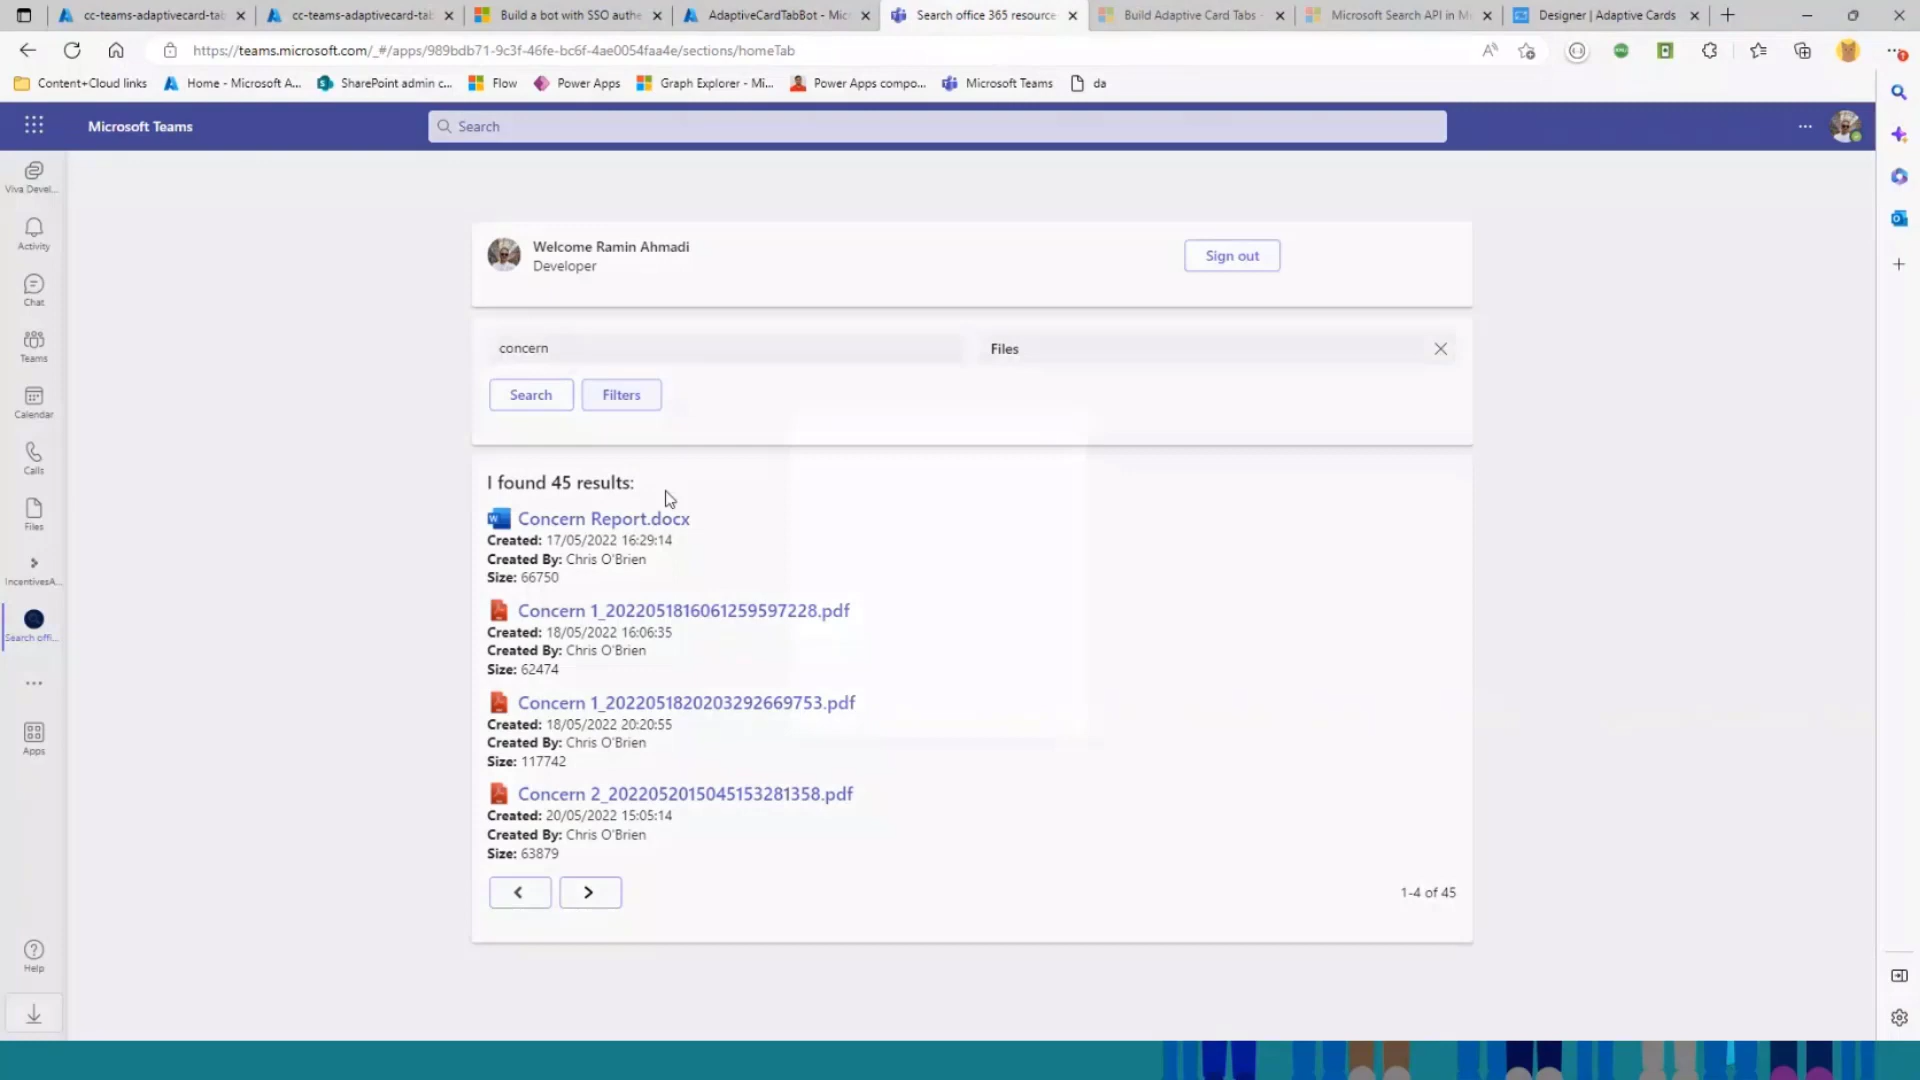 cc-teams-adaptivecard-tab
cc-teams-adaptivecard-tab
Build a bot with SSO authe
AdaptiveCardTabBot - Micr
Search office 365 resource
Build Adaptive Card Tabs -
Microsoft Search API in M
Designer | Adaptive Cards
https://teams.microsoft.com/_#/apps/989bdb71-9c3f-46fe-bc6f-4ae0054faa4e/sections/homeTab
Content+Cloud links
Home - Microsoft A...
SharePoint admin c...
Flow
Power Apps
Graph Explorer - Mi...
Power Apps compo...
Microsoft Teams
da
Microsoft Teams
Search
Viva Devel...
Activity
Chat
Teams
Calendar
Calls
Files
IncentivesA...
Search offi...
Apps
Help
Welcome Ramin Ahmadi
Developer
Sign out
concern
Files
Search
Filters
I found 45 results:
Concern Report.docx
Created: 17/05/2022 16:29:14
Created By: Chris O'Brien
Size: 66750
Concern 1_2022051816061259597228.pdf
Created: 18/05/2022 16:06:35
Created By: Chris O'Brien
Size: 62474
Concern 1_2022051820203292669753.pdf
Created: 18/05/2022 20:20:55
Created By: Chris O'Brien
Size: 117742
Concern 2_2022052015045153281358.pdf
Created: 20/05/2022 15:05:14
Created By: Chris O'Brien
Size: 63879
1-4 of 45